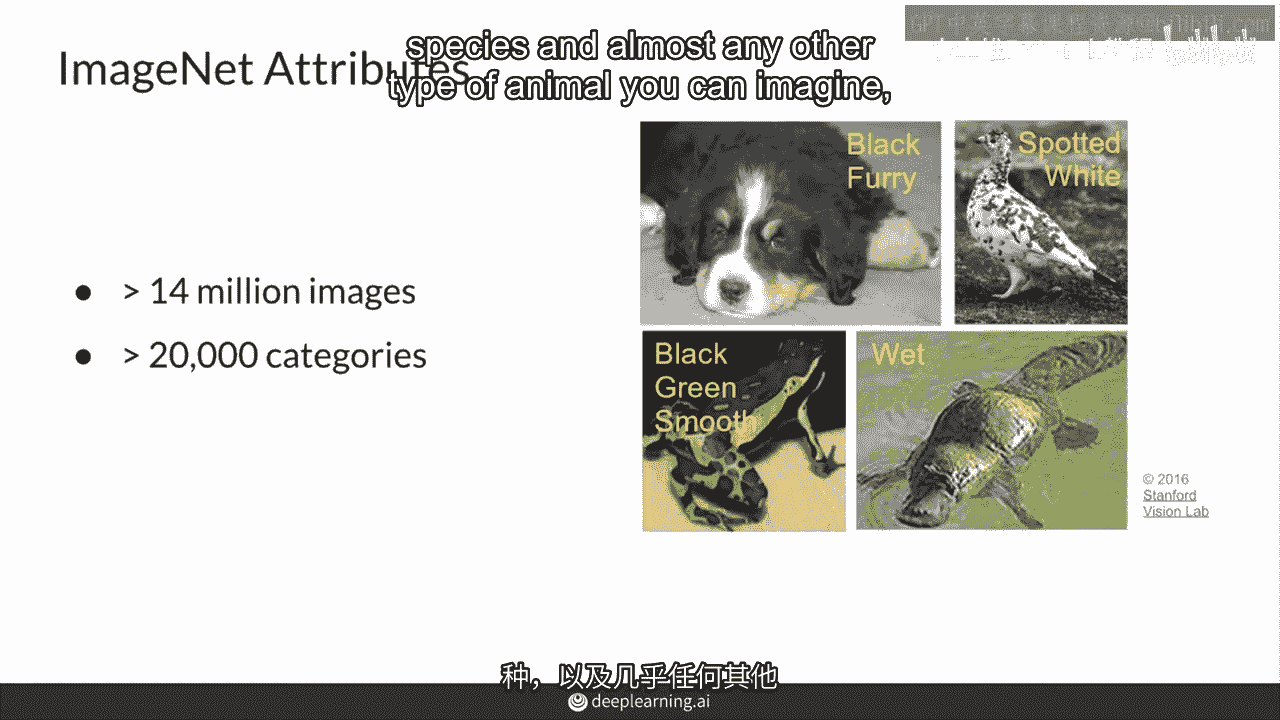 species and almost any other
type of animal you can imagine,
ImageNet Attributes
> 14 million images
> 20,000 categories
Black
Furry
Spotted
White
Black
Green
Smooth
Wet
© 2016
Stanford
Vision Lab
种，以及几乎任何其他
deeplearning.ai